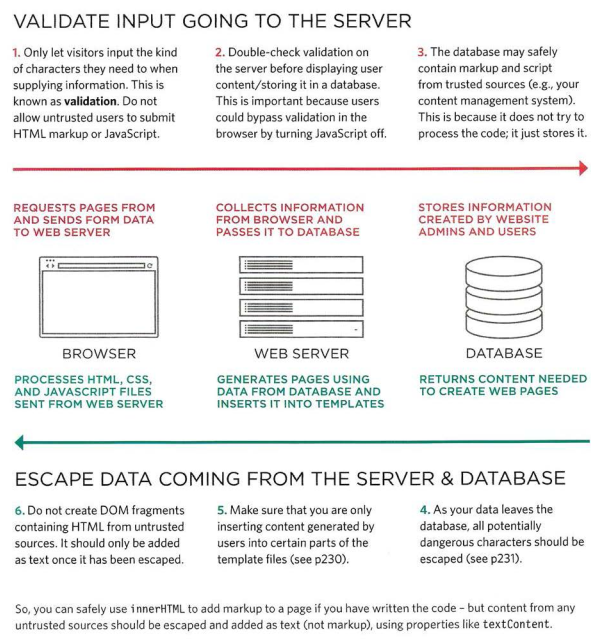 VALIDATE INPUT GOING TO THE SERVER
1. Only let visitors input the kind
of characters they need to when
supplying information. This is
known as validation. Do not
allow untrusted users to submit
HTML markup or JavaScript.
2. Double-check validation on
the server before displaying user
content/storing it in a database.
This is important because users
could bypass validation in the
browser by turning JavaScript off.
3. The database may safely
contain markup and script
from trusted sources (e.g., your
content management system).
This is because it does not try to
process the code; it just stores it.
REQUESTS PAGES FROM
AND SENDS FORM DATA
TO WEB SERVER
COLLECTS INFORMATION
FROM BROWSER AND
PASSES IT TO DATABASE
STORES INFORMATION
CREATED BY WEBSITE
ADMINS AND USERS
BROWSER
WEB SERVER
DATABASE
PROCESSES HTML, CSS,
AND JAVASCRIPT FILES
SENT FROM WEB SERVER
GENERATES PAGES USING
DATA FROM DATABASE AND
INSERTS IT INTO TEMPLATES
RETURNS CONTENT NEEDED
TO CREATE WEB PAGES
ESCAPE DATA COMING FROM THE SERVER & DATABASE
6. Do not create DOM fragments
containing HTML from untrusted
sources. It should only be added
as text once it has been escaped.
5. Make sure that you are only
inserting content generated by
users into certain parts of the
template files (see p230).
4. As your data leaves the
database, all potentially
dangerous characters should be
escaped (see p231).
So, you can safely use innerHTML to add markup to a page if you have written the code – but content from any
untrusted sources should be escaped and added as text (not markup), using properties like textContent.